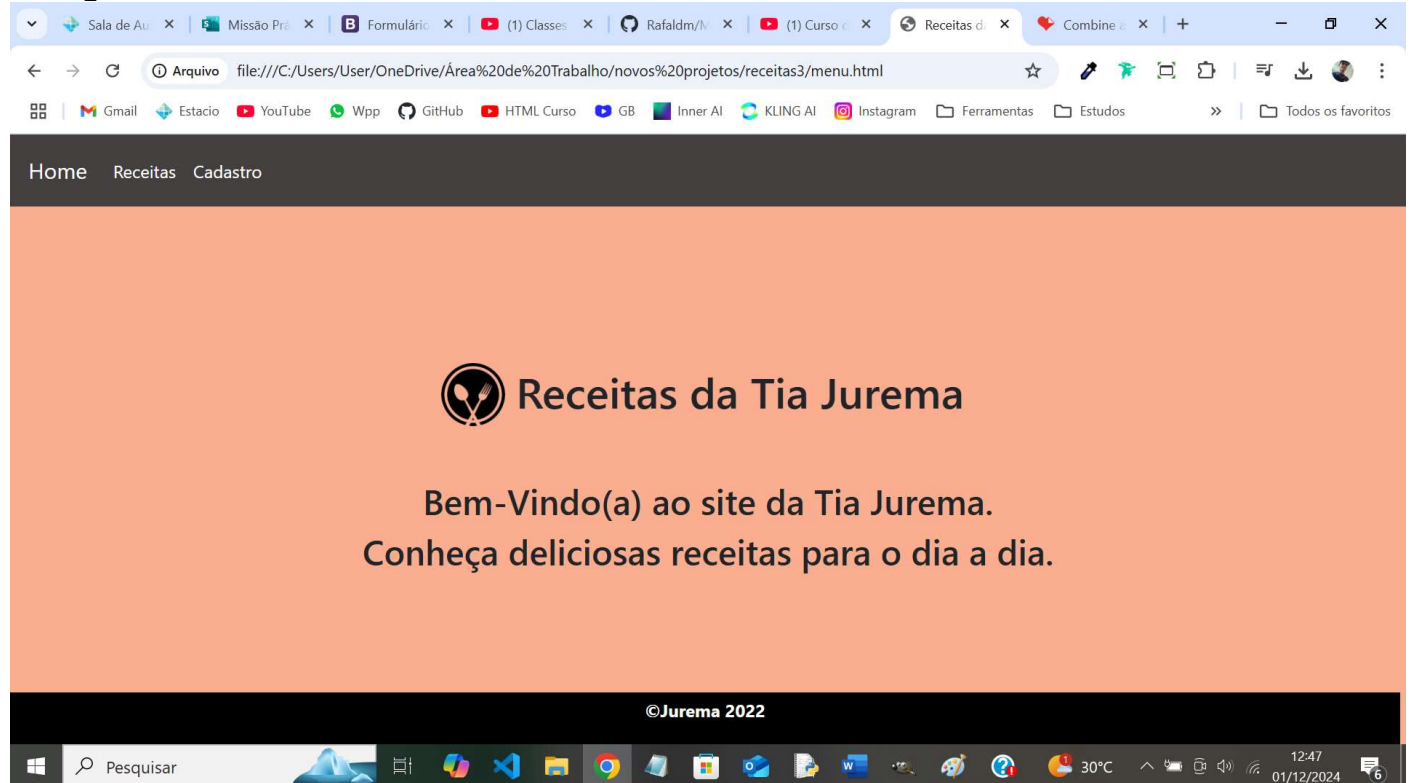 Sala de Au
Missão Prá
Formulário
(1) Classes
Rafaldm/M
(1) Curso c
Receitas da
Combine a
Arquivo file:///C:/Users/User/OneDrive/Área%20de%20Trabalho/novos%20projetos/receitas3/menu.html
Gmail Estacio YouTube Wpp GitHub HTML Curso GB Inner AI KLING AI Instagram Ferramentas Estudos » Todos os favoritos
Home Receitas Cadastro
Receitas da Tia Jurema
Bem-Vindo(a) ao site da Tia Jurema.
Conheça deliciosas receitas para o dia a dia.
©Jurema 2022
Pesquisar
30°C
12:47
01/12/2024
6